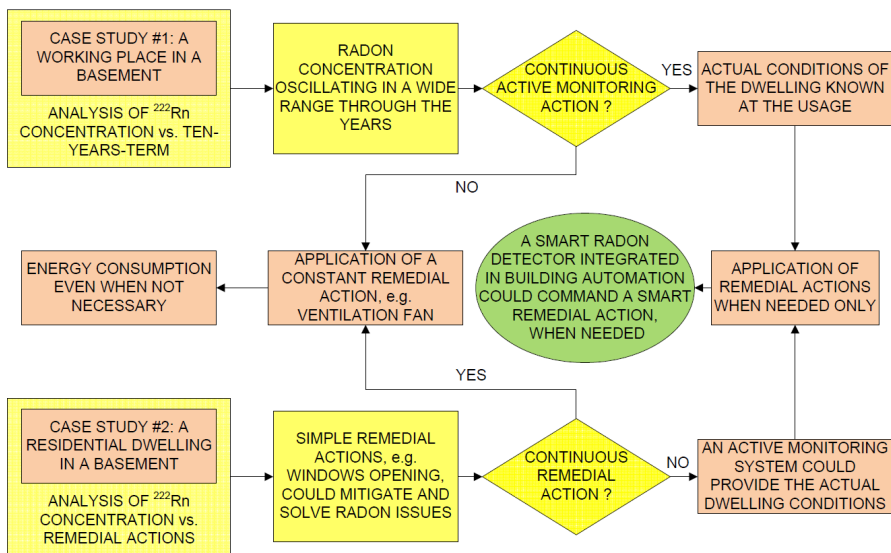 CASE STUDY #1: A
WORKING PLACE IN A
BASEMENT
ANALYSIS OF ²²²Rn
CONCENTRATION vs. TEN-
YEARS-TERM
RADON
CONCENTRATION
OSCILLATING IN A WIDE
RANGE THROUGH THE
YEARS
CONTINUOUS
ACTIVE MONITORING
ACTION ?
YES
ACTUAL CONDITIONS OF
THE DWELLING KNOWN
AT THE USAGE
NO
ENERGY CONSUMPTION
EVEN WHEN NOT
NECESSARY
APPLICATION OF A
CONSTANT REMEDIAL
ACTION, e.g.
VENTILATION FAN
A SMART RADON
DETECTOR INTEGRATED
IN BUILDING AUTOMATION
COULD COMMAND A SMART
REMEDIAL ACTION,
WHEN NEEDED
APPLICATION OF
REMEDIAL ACTIONS
WHEN NEEDED ONLY
YES
CASE STUDY #2: A
RESIDENTIAL DWELLING
IN A BASEMENT
ANALYSIS OF ²²²Rn
CONCENTRATION vs.
REMEDIAL ACTIONS
SIMPLE REMEDIAL
ACTIONS, e.g.
WINDOWS OPENING,
COULD MITIGATE AND
SOLVE RADON ISSUES
CONTINUOUS
REMEDIAL
ACTION ?
NO
AN ACTIVE MONITORING
SYSTEM COULD
PROVIDE THE ACTUAL
DWELLING CONDITIONS